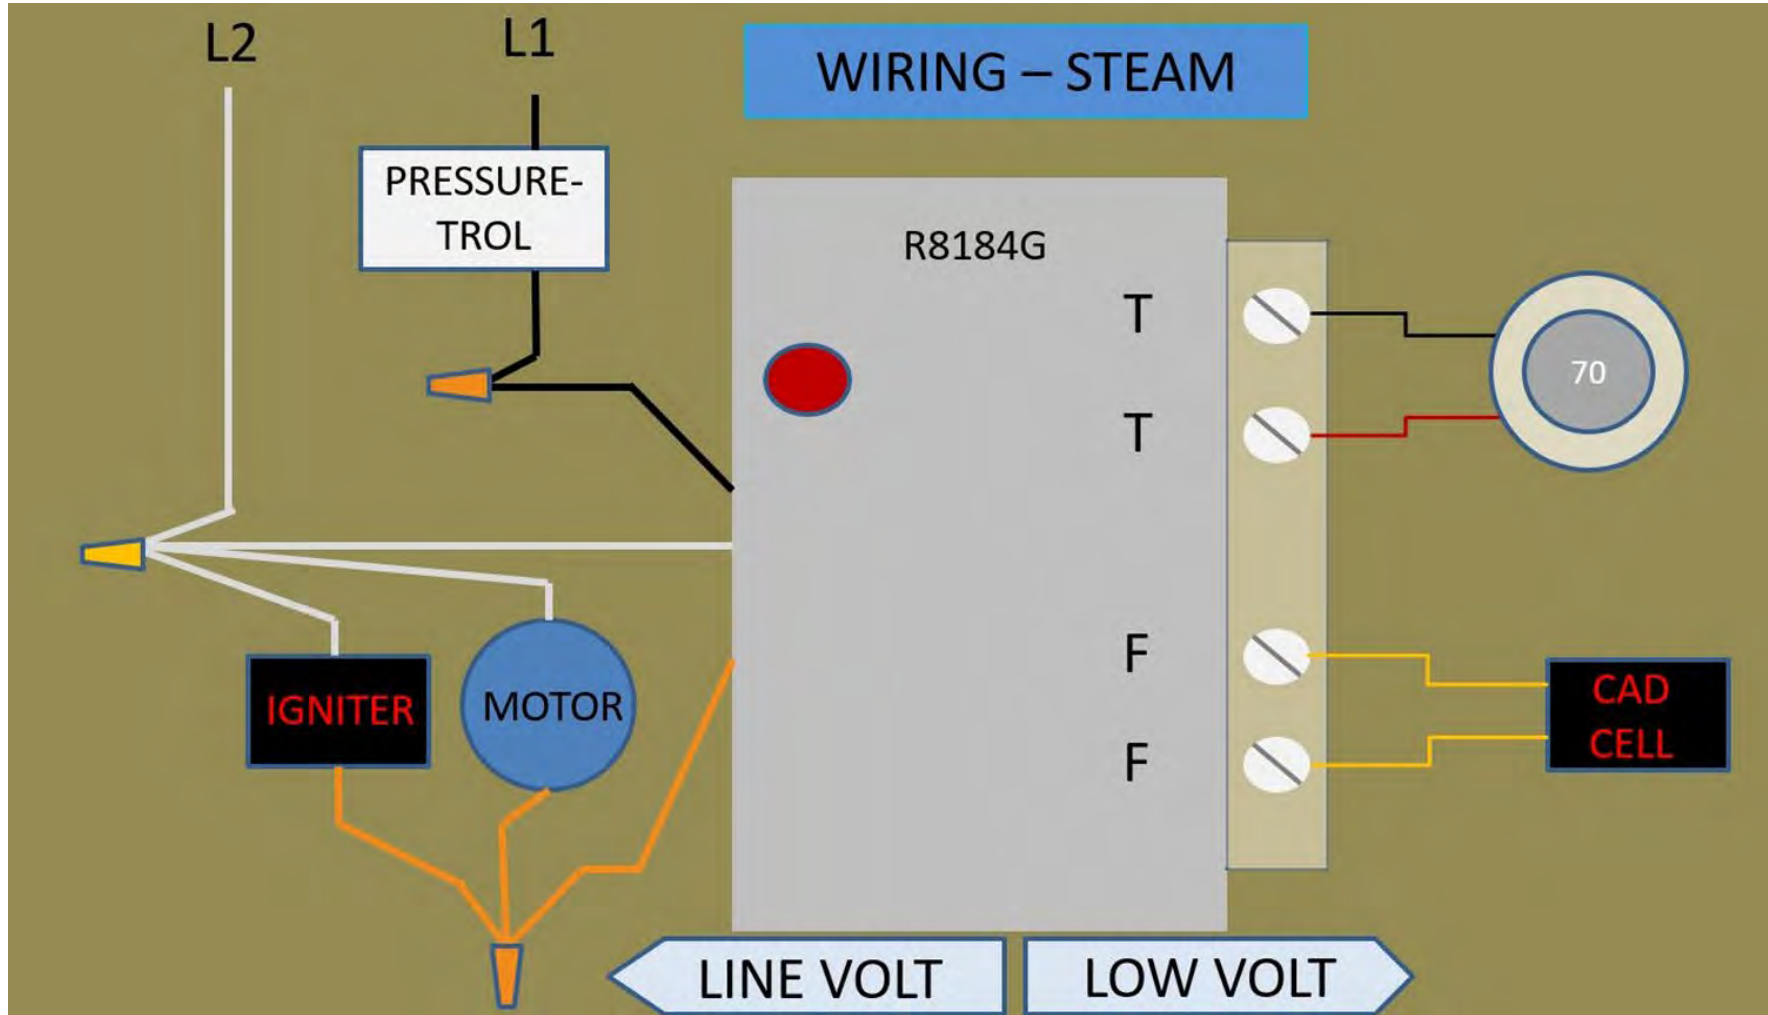 L2
L1
WIRING – STEAM
PRESSURE-
TROL
R8184G
T
70
T
F
CAD
CELL
IGNITER
MOTOR
F
LINE VOLT
LOW VOLT